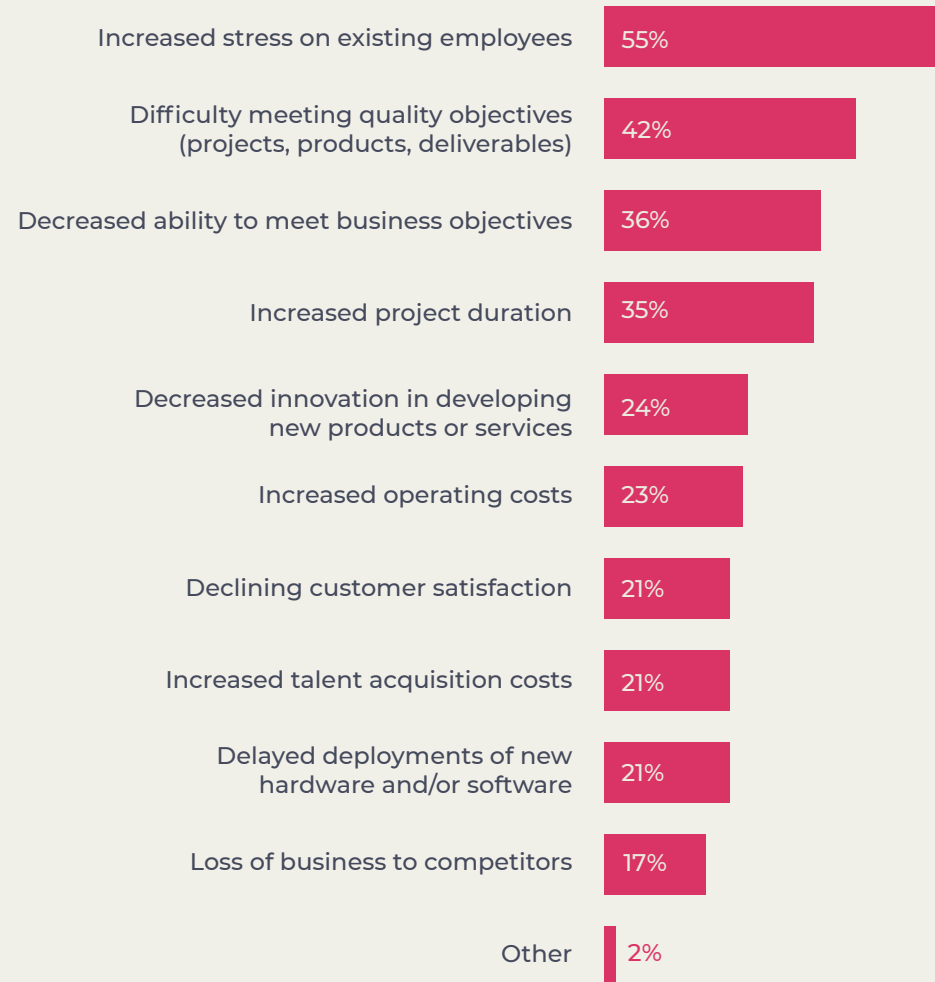 Increased stress on existing employees
55%
Difficulty meeting quality objectives
(projects, products, deliverables)
42%
Decreased ability to meet business objectives
36%
Increased project duration
35%
Decreased innovation in developing
new products or services
24%
Increased operating costs
23%
Declining customer satisfaction
21%
Increased talent acquisition costs
21%
Delayed deployments of new
hardware and/or software
21%
Loss of business to competitors
17%
Other
2%